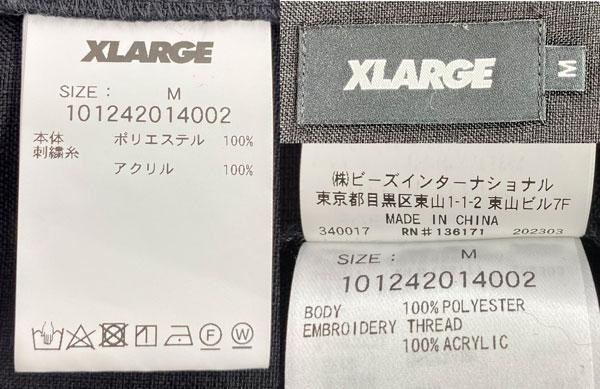 XLARGE
SIZE: M
101242014002
本体 ポリエステル 100%
刺繍糸
アクリル 100%
F W
XLARGE
M
㈱ビーズインターナショナル
東京都目黒区東山1-1-2 東山ビル7F
MADE IN CHINA
340017 RN#136171 202303
SIZE: M
101242014002
BODY 100% POLYESTER
EMBROIDERY THREAD
100% ACRYLIC